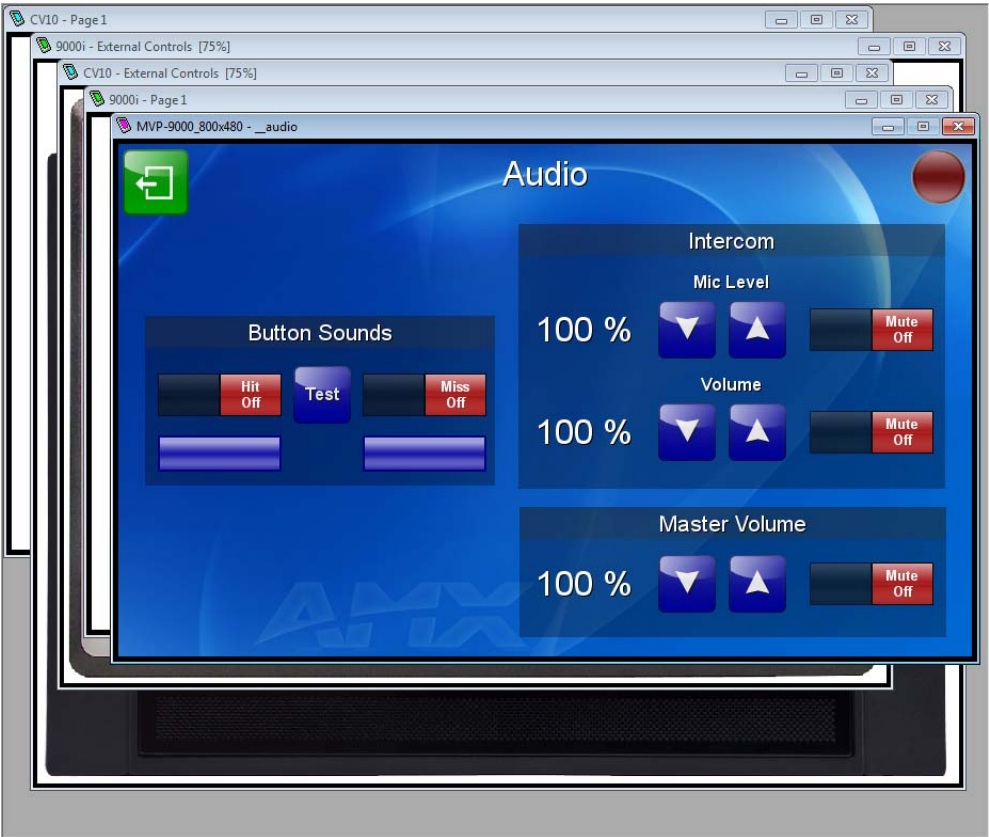 CV10 - Page 1
9000i - External Controls [75%]
CV10 - External Controls [75%]
9000i - Page 1
MVP-9000_800x480 - __audio
Audio
Intercom
Mic Level
100 %
Mute
Off
Button Sounds
Hit
Off
Test
Miss
Off
Volume
100 %
Mute
Off
Master Volume
100 %
Mute
Off
AMX